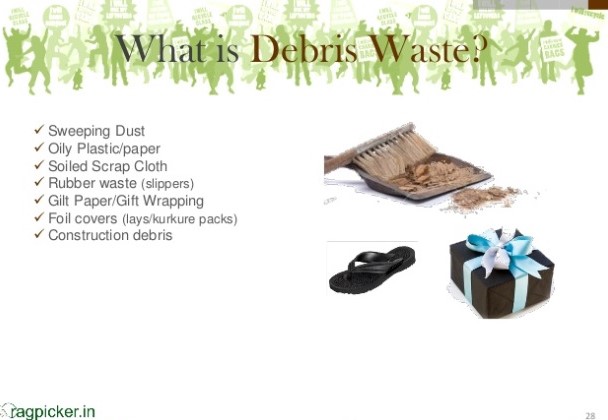 What is Debris Waste?
✓ Sweeping Dust
✓ Oily Plastic/paper
✓ Soiled Scrap Cloth
✓ Rubber waste (slippers)
✓ Gilt Paper/Gift Wrapping
✓ Foil covers (lays/kurkure packs)
✓ Construction debris
ragpicker.in
28